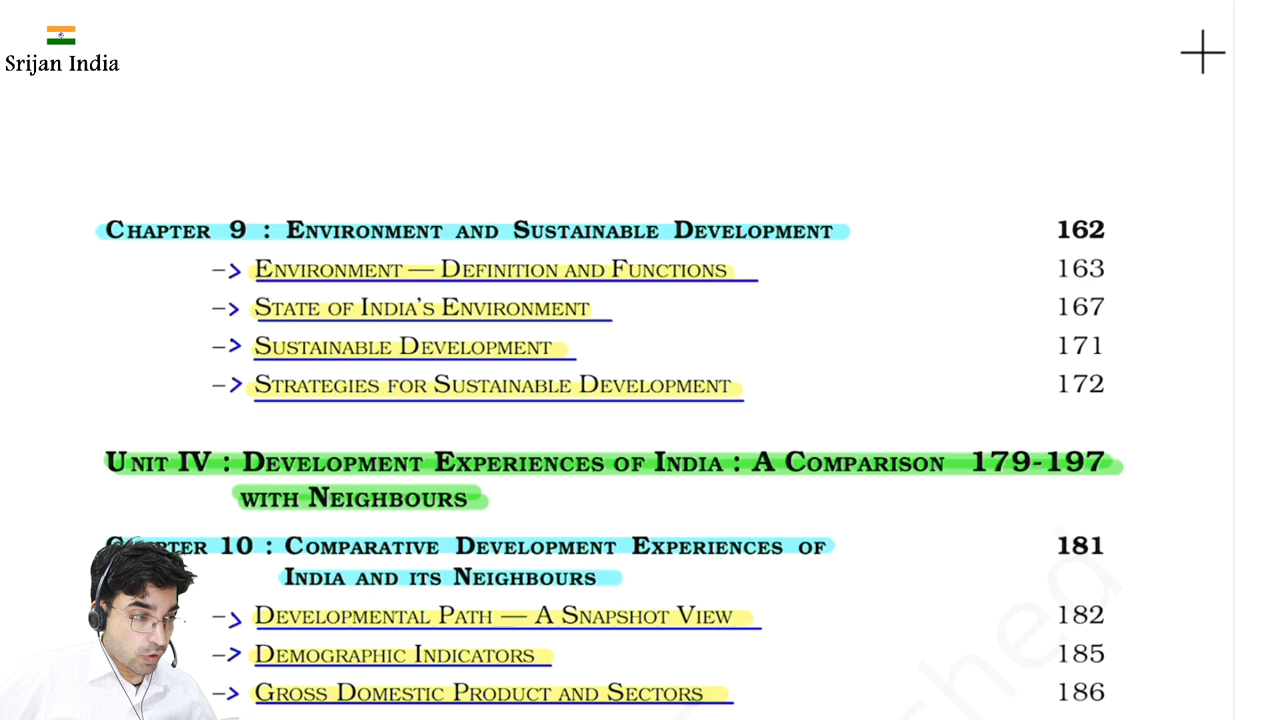 Srijan India
CHAPTER 9 : ENVIRONMENT AND SUSTAINABLE DEVELOPMENT 162
–> ENVIRONMENT — DEFINITION AND FUNCTIONS 163
–> STATE OF INDIA'S ENVIRONMENT 167
–> SUSTAINABLE DEVELOPMENT 171
–> STRATEGIES FOR SUSTAINABLE DEVELOPMENT 172
UNIT IV : DEVELOPMENT EXPERIENCES OF INDIA : A COMPARISON 179-197
WITH NEIGHBOURS
CHAPTER 10 : COMPARATIVE DEVELOPMENT EXPERIENCES OF 181
INDIA AND ITS NEIGHBOURS
–> DEVELOPMENTAL PATH — A SNAPSHOT VIEW 182
–> DEMOGRAPHIC INDICATORS 185
–> GROSS DOMESTIC PRODUCT AND SECTORS 186